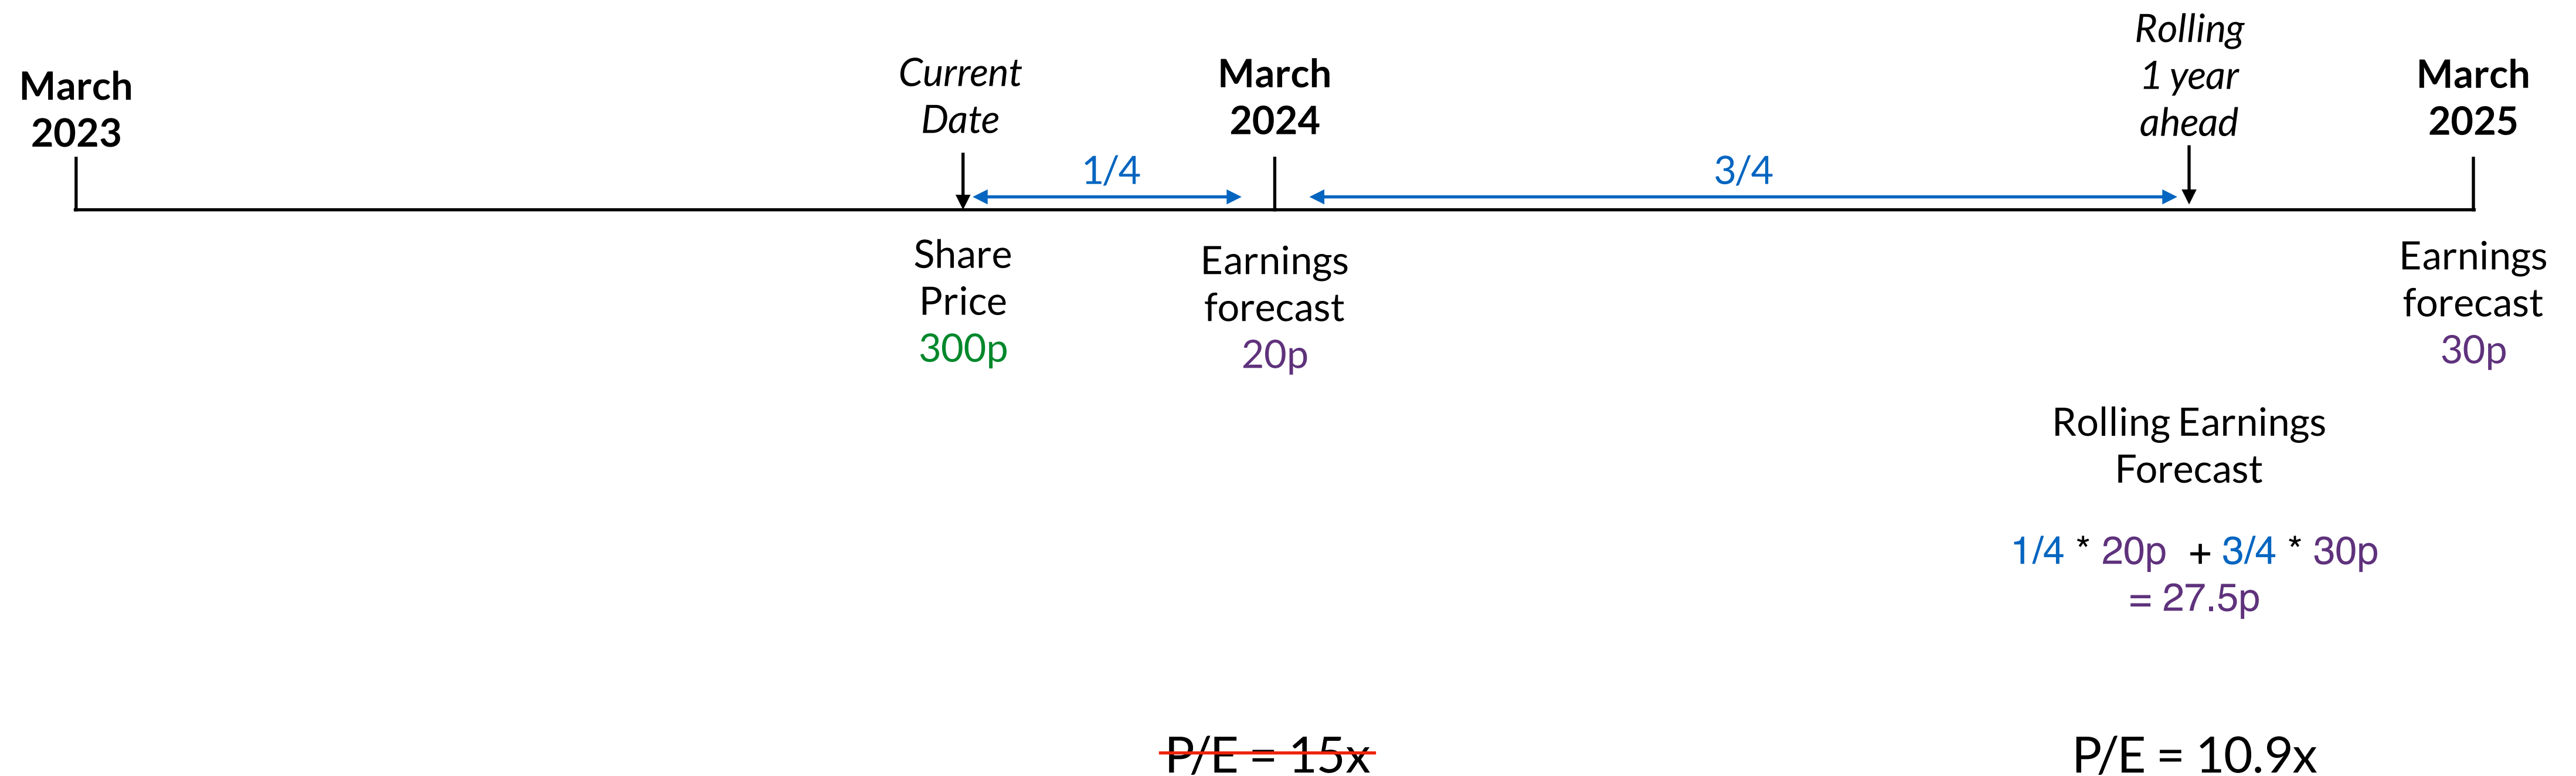 March
2023
Current
Date
March
2024
Rolling
1 year
ahead
March
2025
1/4
3/4
Share
Price
300p
Earnings
forecast
20p
Earnings
forecast
30p
Rolling Earnings
Forecast
1/4 * 20p + 3/4 * 30p
= 27.5p
P/E = 15x
P/E = 10.9x